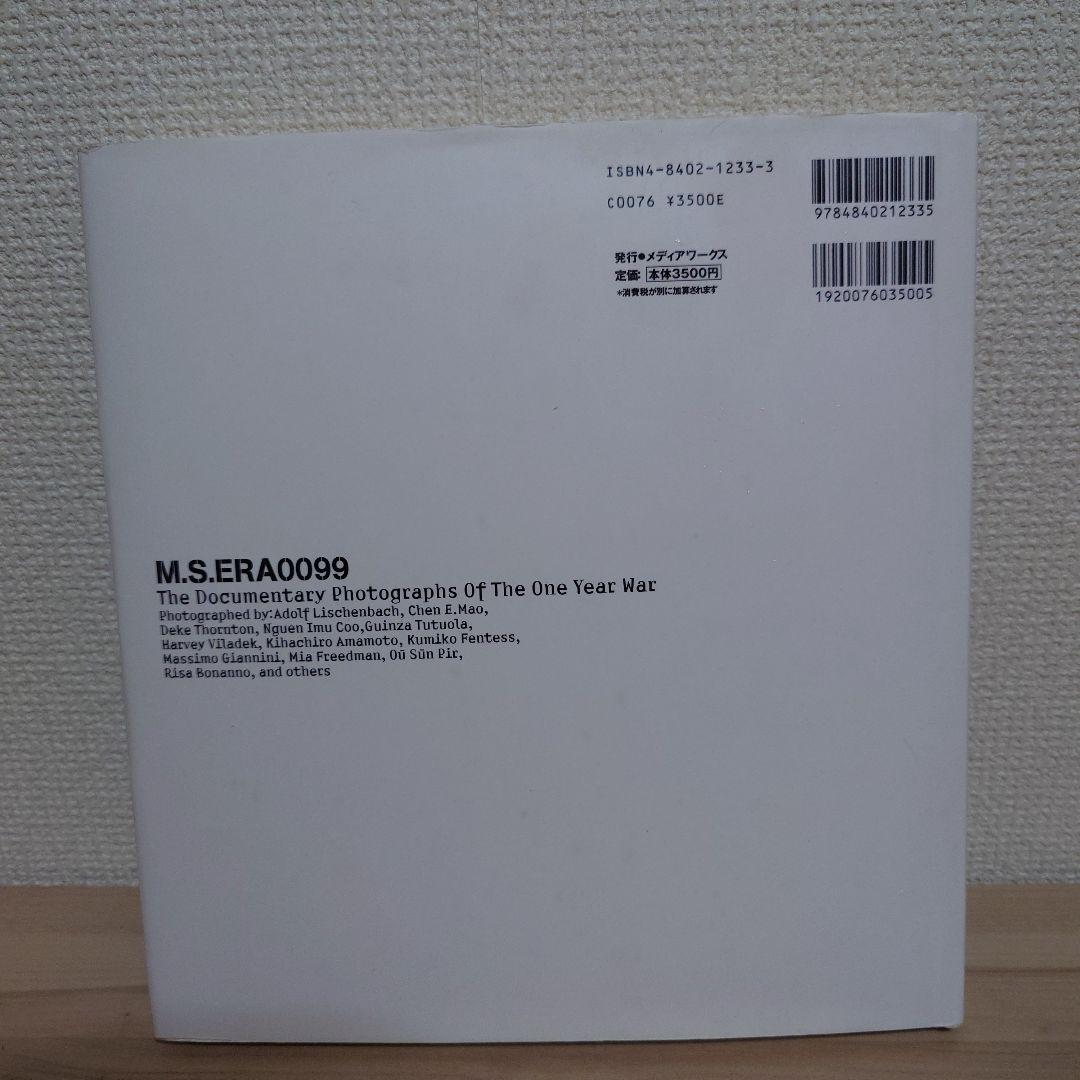 ISBN4-8402-1233-3
C0076 ¥3500E
9784840212335
発行●メディアワークス
定価: 本体3500円
*消費税が別に加算されます
1920076035005
M.S.ERA0099
The Documentary Photographs Of The One Year War
Photographed by:Adolf Lischenbach, Chen E.Mao,
Deke Thornton, Nguen Imu Coo,Guinza Tutuola,
Harvey Viladek, Kihachiro Amamoto, Kumiko Fentess,
Massimo Giannini, Mia Freedman, Oū Sūn Pir,
Risa Bonanno, and others